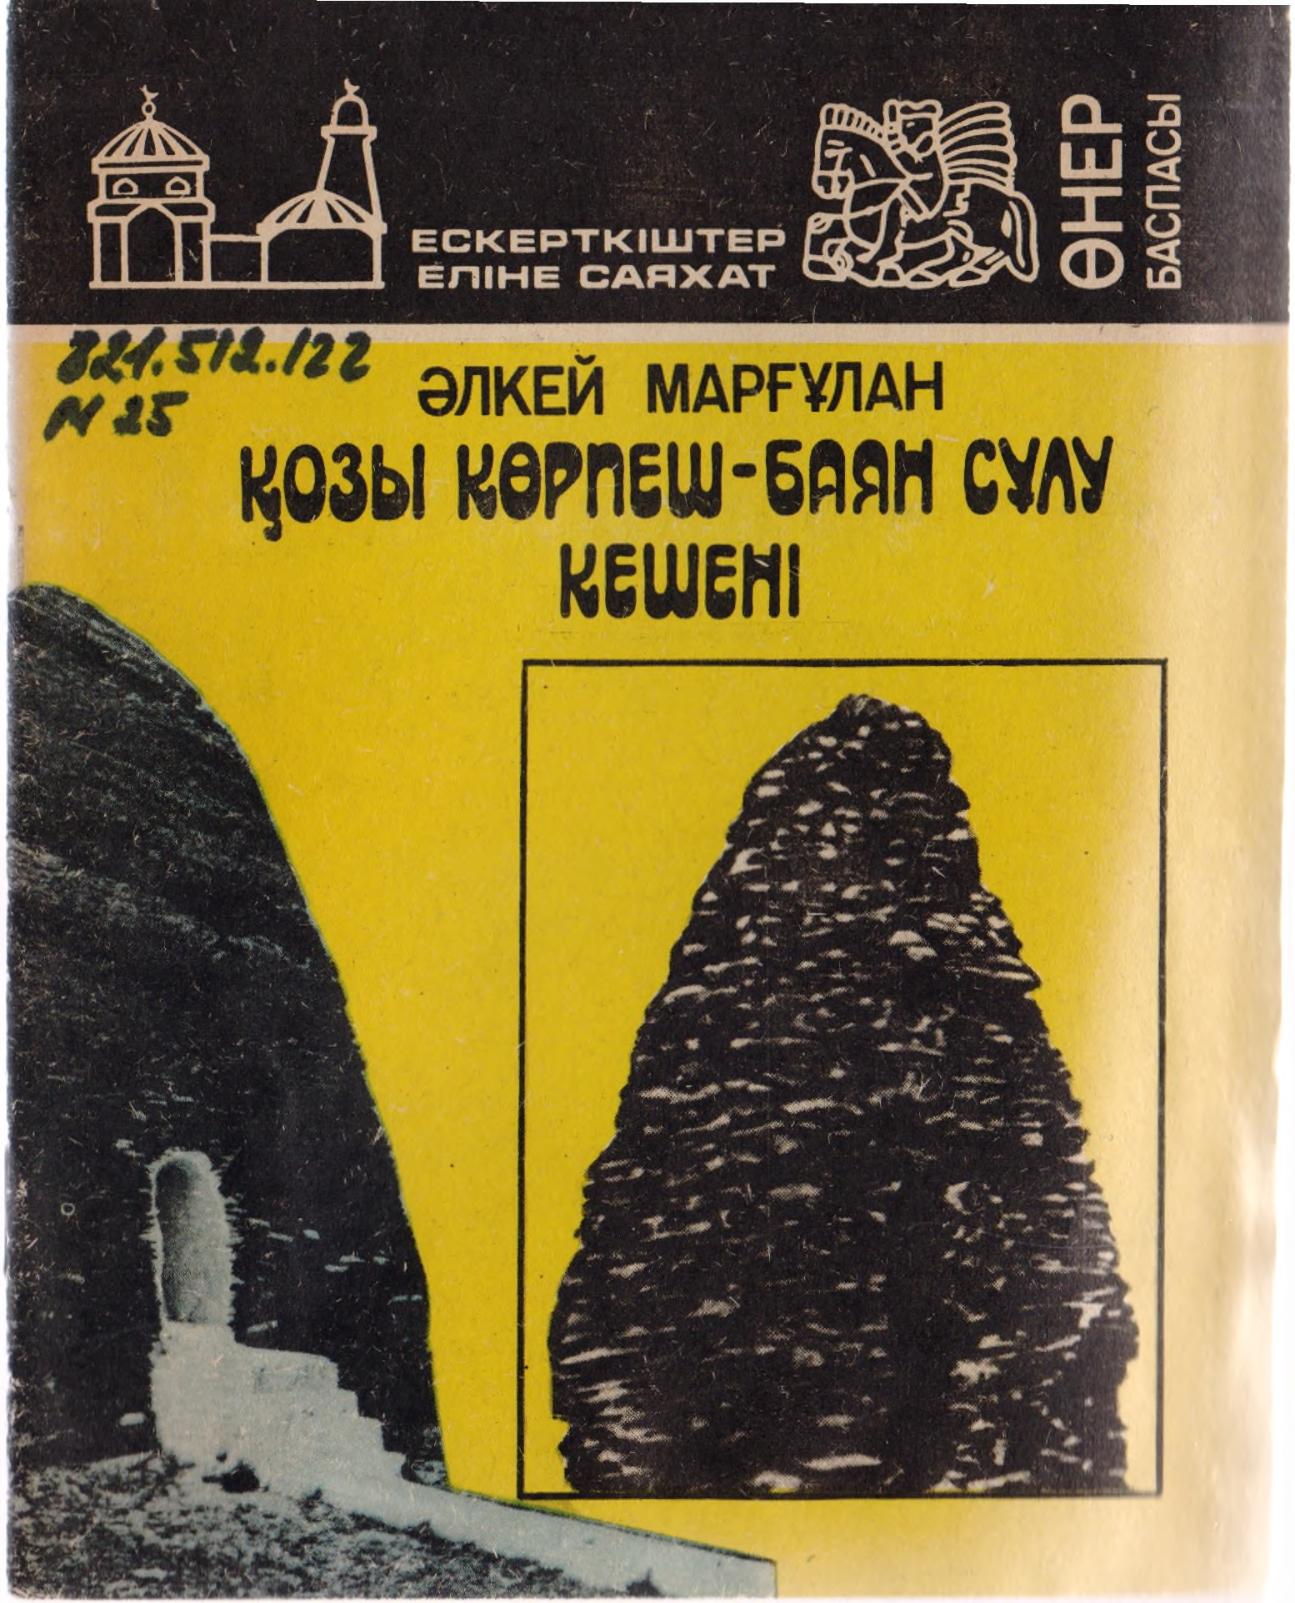 ЕСКЕРТКІШТЕР
ЕЛІНЕ САЯХАТ
ӨНЕР
БАСПАСЫ
821.512.122
М 25
ӘЛКЕЙ МАРҒҰЛАН
ҚОЗЫ КӨРПЕШ-БАЯН СҰЛУ
КЕШЕНІ